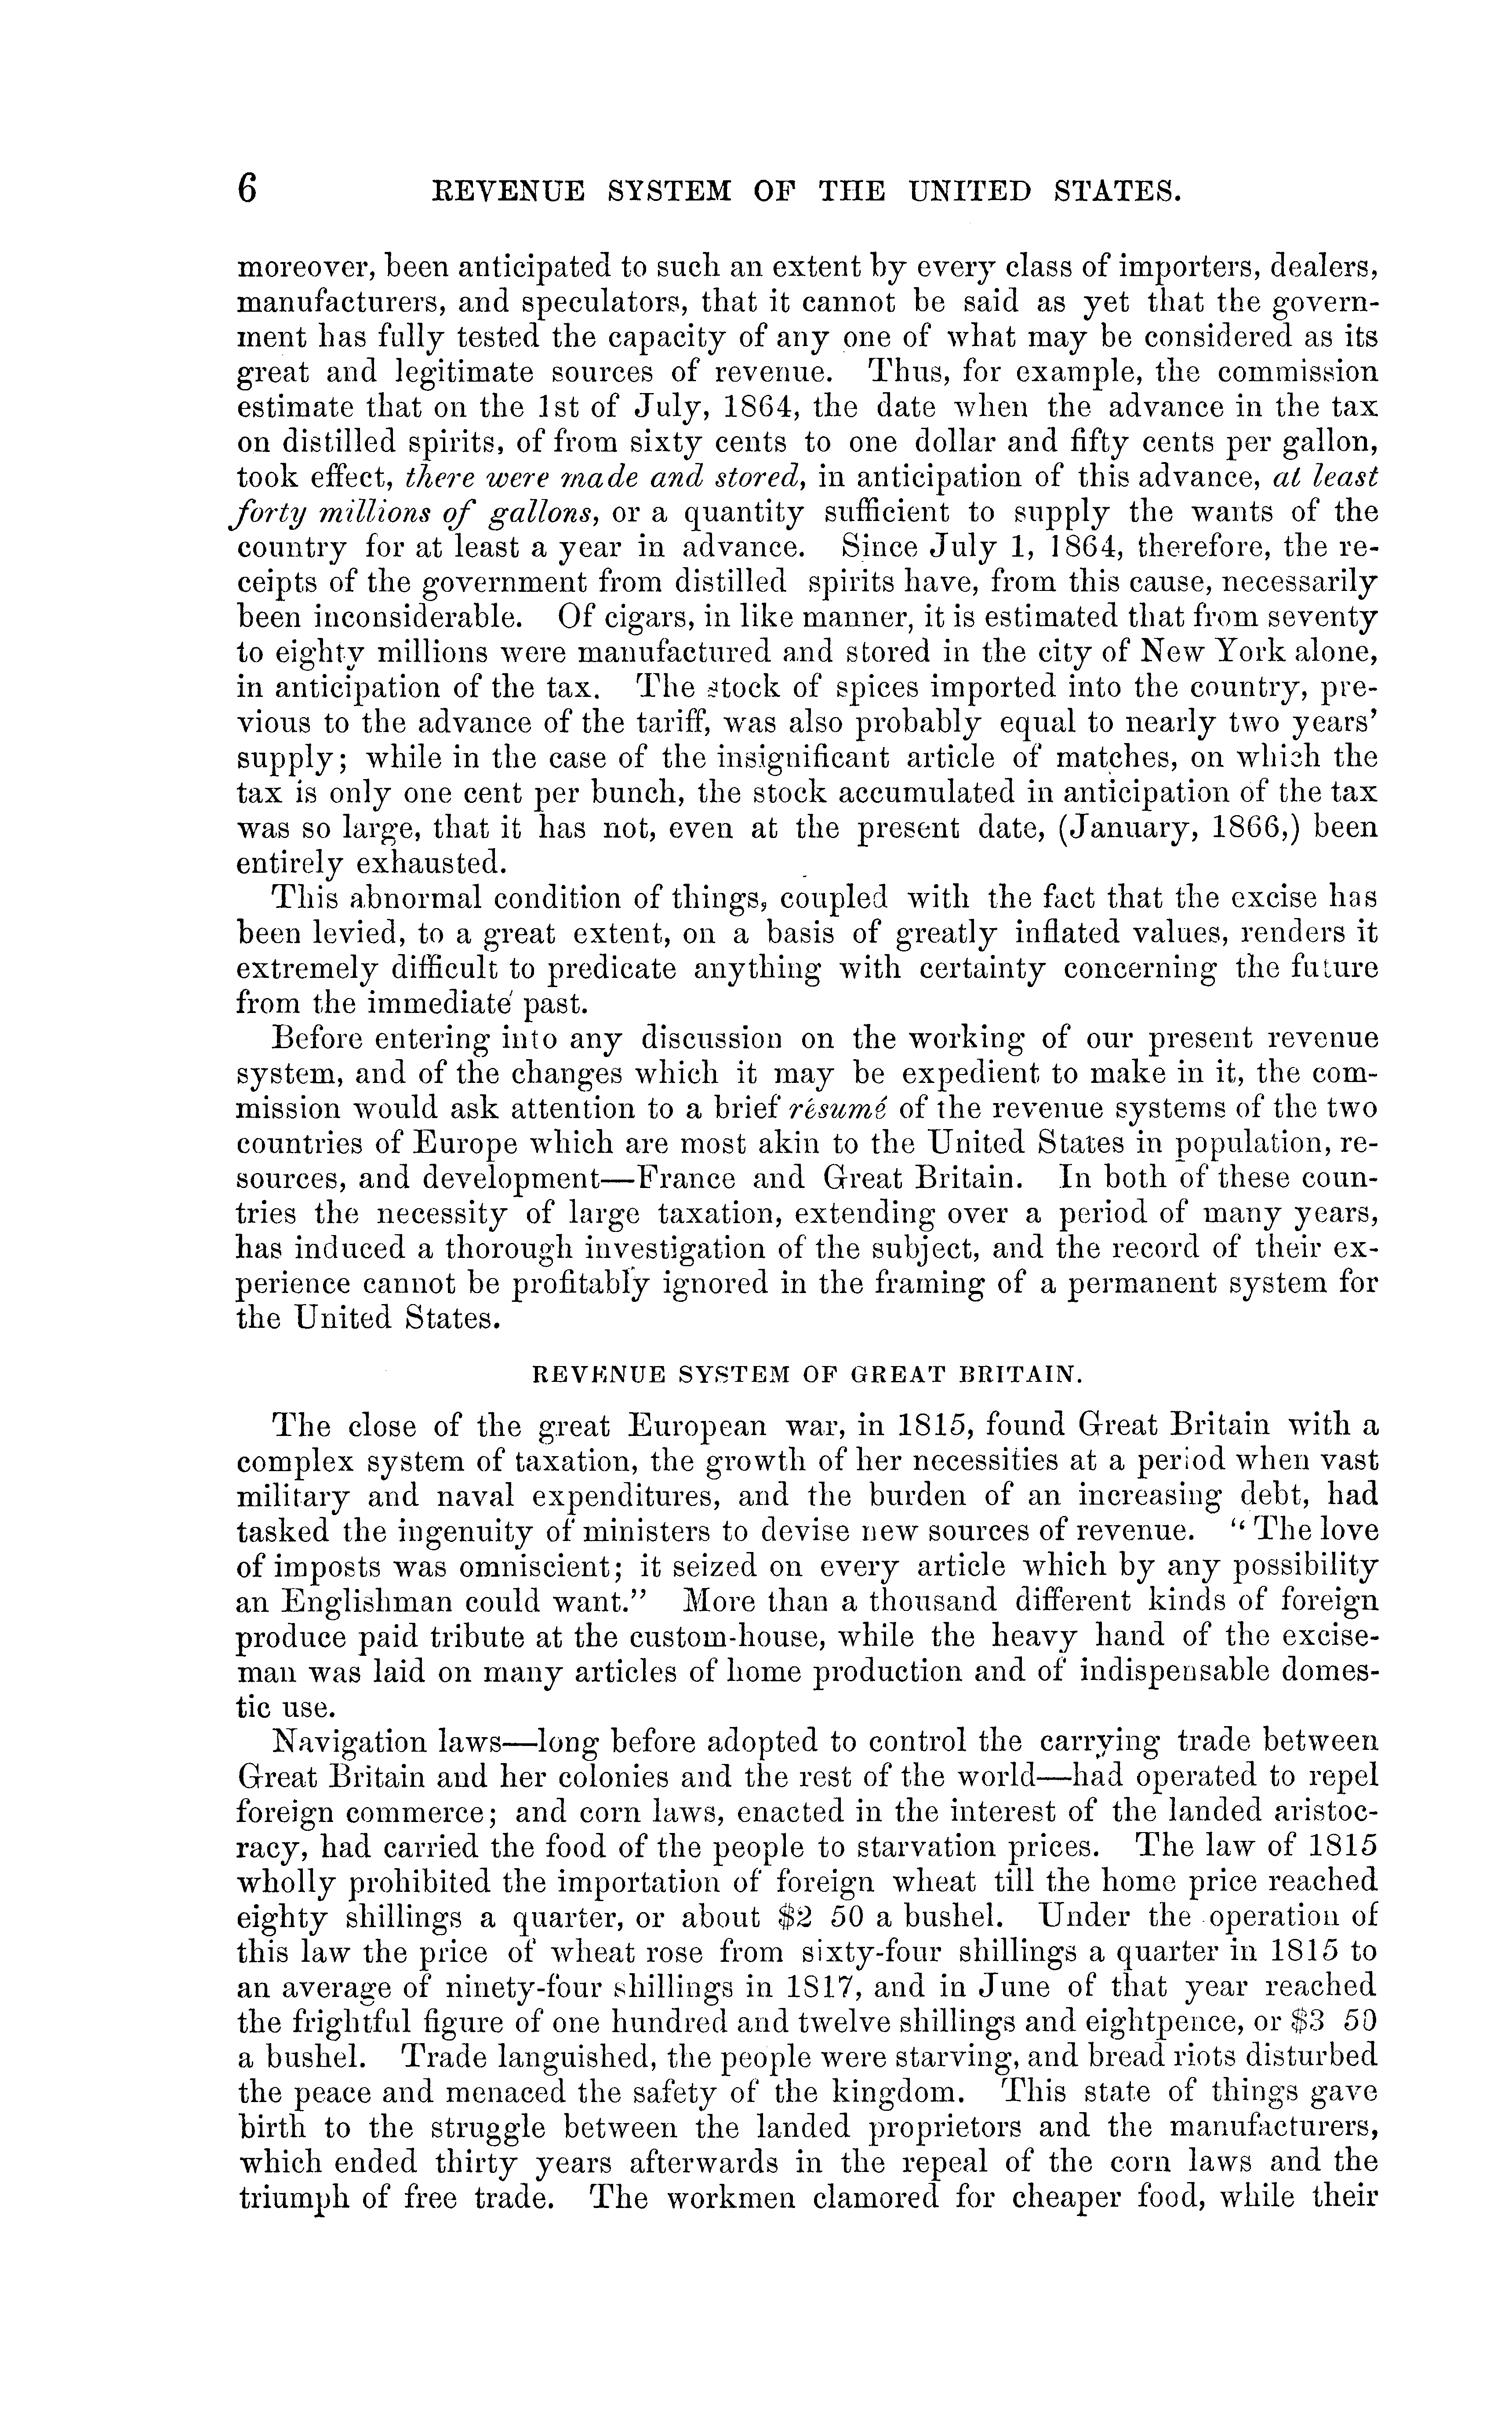 6 REVENUE SYSTEM OF THE UNITED STATES.
moreover, been anticipated to such an extent by every class of importers, dealers,
manufacturers, and speculators, that it cannot be said as yet that the govern-
ment has fully tested the capacity of any one of what may be considered as its
great and legitimate sources of revenue. Thus, for example, the commission
estimate that on the 1st of July, 1864, the date when the advance in the tax
on distilled spirits, of from sixty cents to one dollar and fifty cents per gallon,
took effect, there were made and stored, in anticipation of this advance, at least
forty millions of gallons, or a quantity sufficient to supply the wants of the
country for at least a year in advance. Since July 1, 1864, therefore, the re-
ceipts of the government from distilled spirits have, from this cause, necessarily
been inconsiderable. Of cigars, in like manner, it is estimated that from seventy
to eighty millions were manufactured and stored in the city of New York alone,
in anticipation of the tax. The stock of spices imported into the country, pre-
vious to the advance of the tariff, was also probably equal to nearly two years'
supply; while in the case of the insignificant article of matches, on which the
tax is only one cent per bunch, the stock accumulated in anticipation of the tax
was so large, that it has not, even at the present date, (January, 1866,) been
entirely exhausted.
This abnormal condition of things, coupled with the fact that the excise has
been levied, to a great extent, on a basis of greatly inflated values, renders it
extremely difficult to predicate anything with certainty concerning the future
from the immediate past.
Before entering into any discussion on the working of our present revenue
system, and of the changes which it may be expedient to make in it, the com-
mission would ask attention to a brief résumé of the revenue systems of the two
countries of Europe which are most akin to the United States in population, re-
sources, and development—France and Great Britain. In both of these coun-
tries the necessity of large taxation, extending over a period of many years,
has induced a thorough investigation of the subject, and the record of their ex-
perience cannot be profitably ignored in the framing of a permanent system for
the United States.
REVENUE SYSTEM OF GREAT BRITAIN.
The close of the great European war, in 1815, found Great Britain with a
complex system of taxation, the growth of her necessities at a period when vast
military and naval expenditures, and the burden of an increasing debt, had
tasked the ingenuity of ministers to devise new sources of revenue. "The love
of imposts was omniscient; it seized on every article which by any possibility
an Englishman could want." More than a thousand different kinds of foreign
produce paid tribute at the custom-house, while the heavy hand of the excise-
man was laid on many articles of home production and of indispensable domes-
tic use.
Navigation laws—long before adopted to control the carrying trade between
Great Britain and her colonies and the rest of the world—had operated to repel
foreign commerce; and corn laws, enacted in the interest of the landed aristoc-
racy, had carried the food of the people to starvation prices. The law of 1815
wholly prohibited the importation of foreign wheat till the home price reached
eighty shillings a quarter, or about $2 50 a bushel. Under the operation of
this law the price of wheat rose from sixty-four shillings a quarter in 1815 to
an average of ninety-four shillings in 1817, and in June of that year reached
the frightful figure of one hundred and twelve shillings and eightpence, or $3 50
a bushel. Trade languished, the people were starving, and bread riots disturbed
the peace and menaced the safety of the kingdom. This state of things gave
birth to the struggle between the landed proprietors and the manufacturers,
which ended thirty years afterwards in the repeal of the corn laws and the
triumph of free trade. The workmen clamored for cheaper food, while their